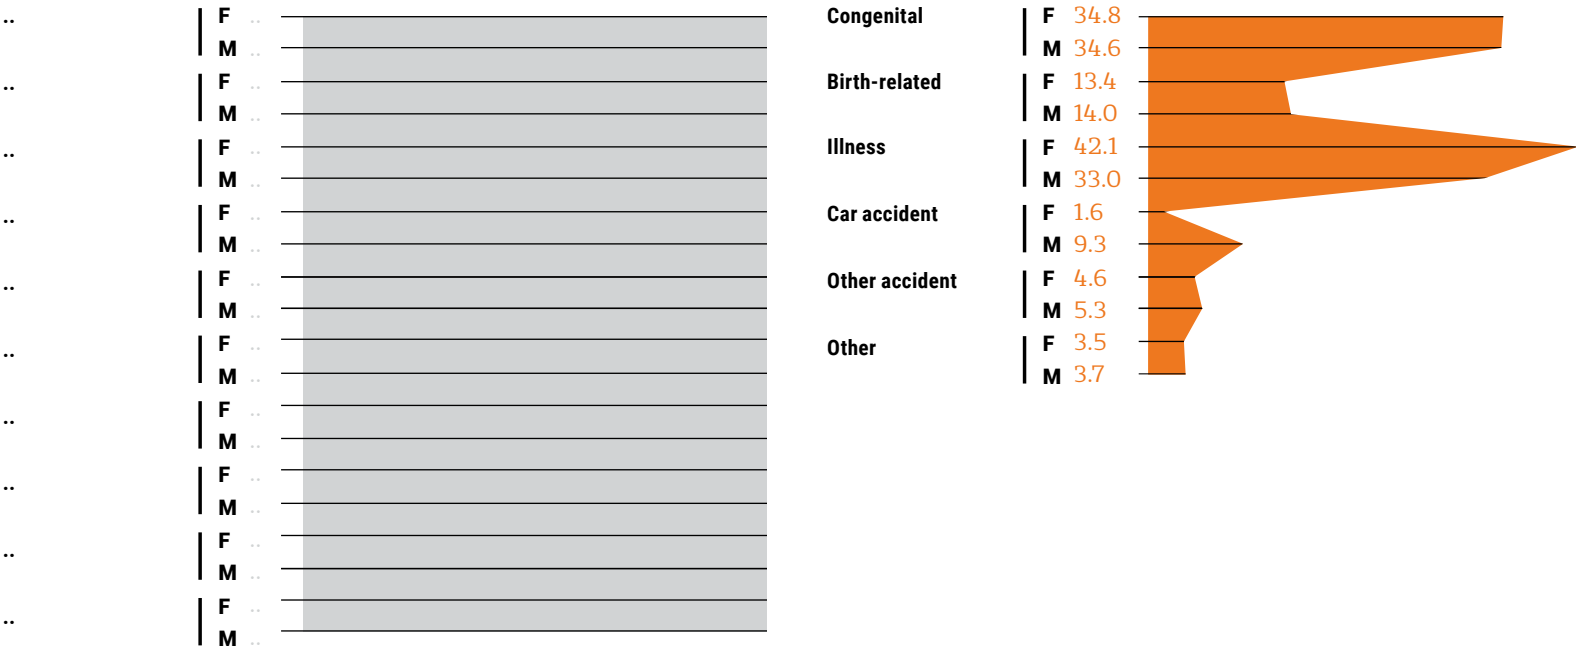 ..
F ..
M ..
..
F ..
M ..
..
F ..
M ..
..
F ..
M ..
..
F ..
M ..
..
F ..
M ..
..
F ..
M ..
..
F ..
M ..
..
F ..
M ..
..
F ..
M ..
Congenital
F 34.8
M 34.6
Birth-related
F 13.4
M 14.0
Illness
F 42.1
M 33.0
Car accident
F 1.6
M 9.3
Other accident
F 4.6
M 5.3
Other
F 3.5
M 3.7